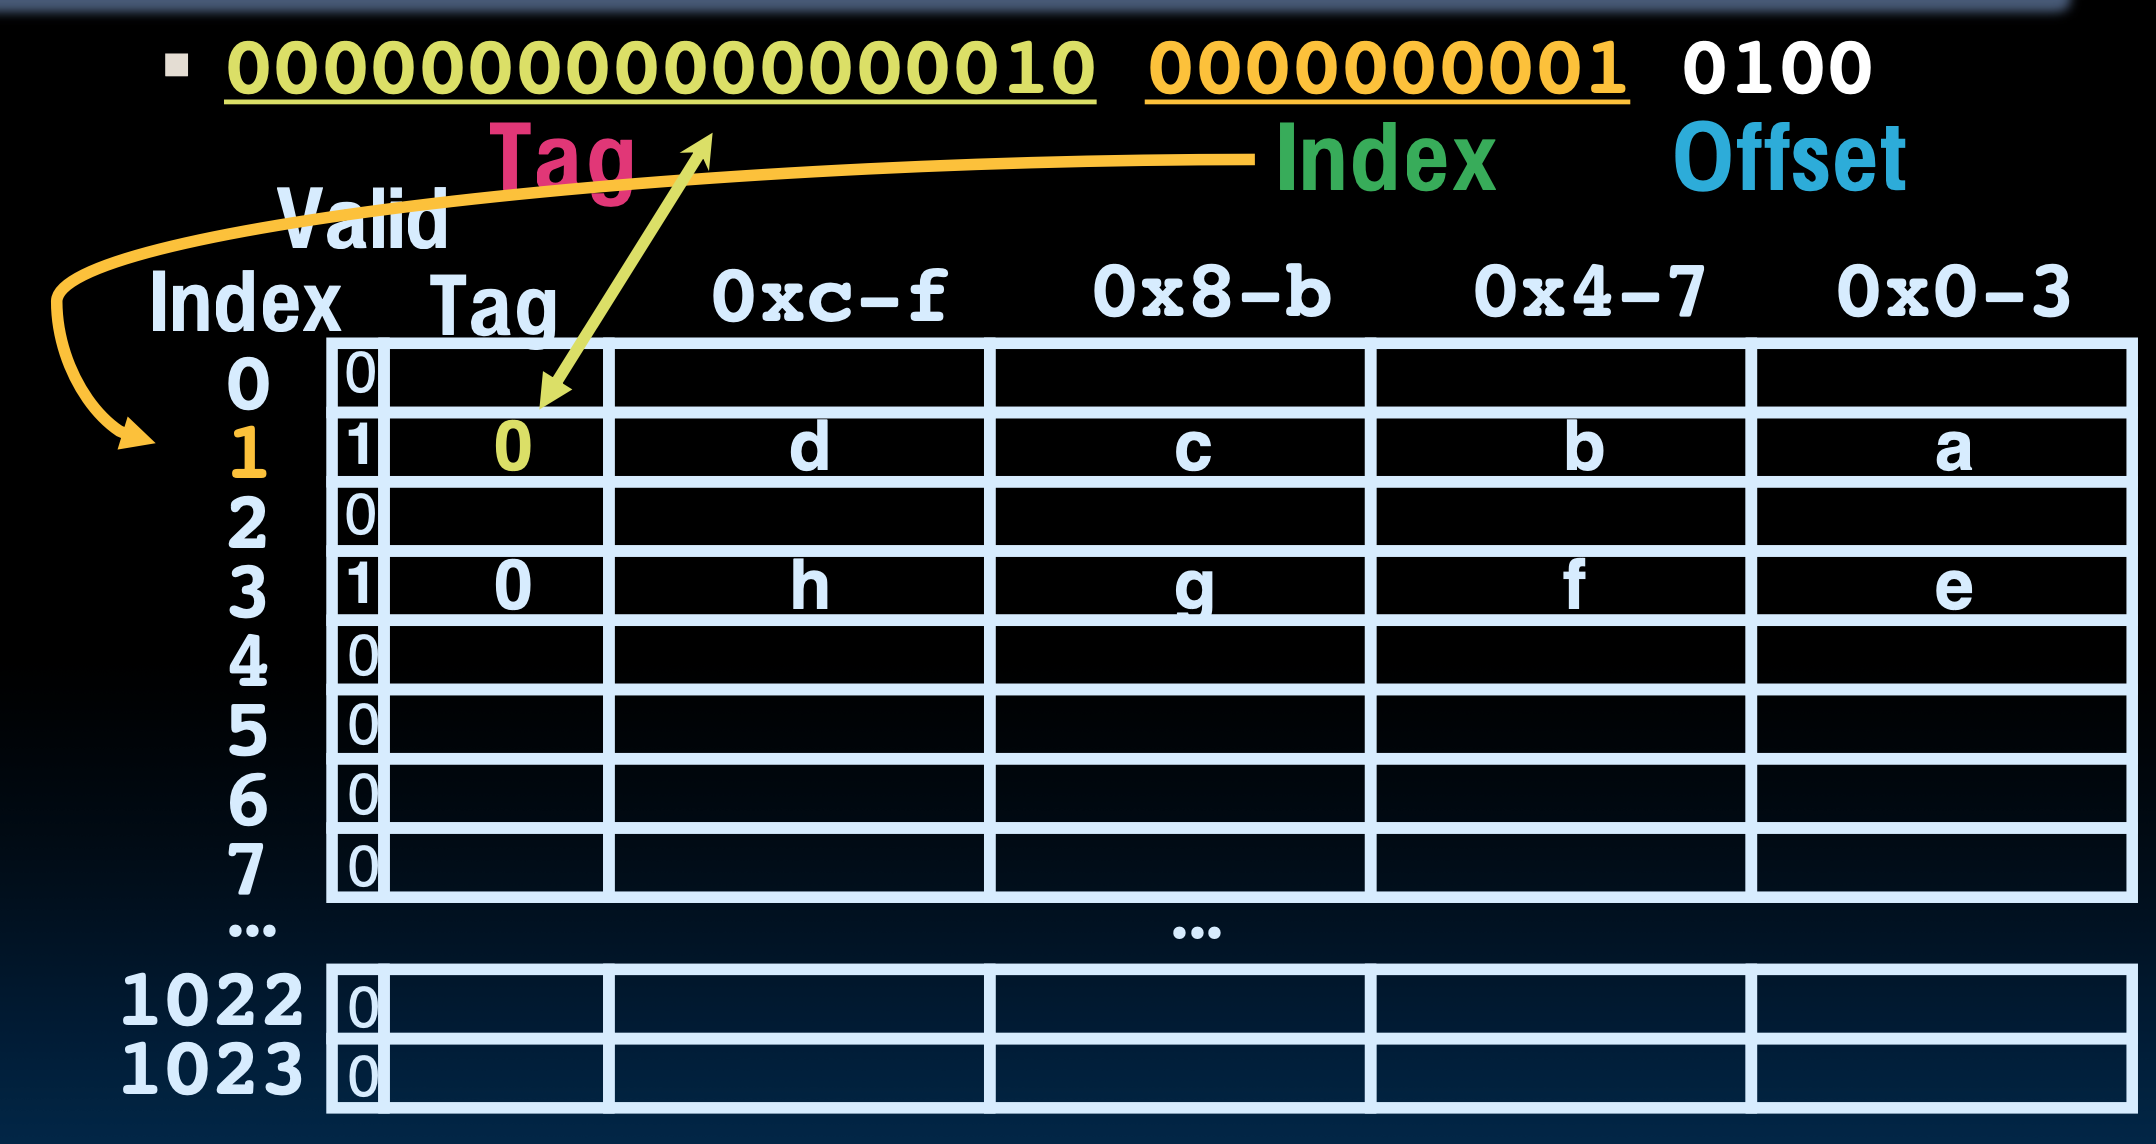 ▪ 000000000000000010 0000000001 0100
Tag Index Offset
Valid
Index Tag 0xc-f 0x8-b 0x4-7 0x0-3
0 0
1 1 0 d c b a
2 0
3 1 0 h g f e
4 0
5 0
6 0
7 0
... ...
1022 0
1023 0